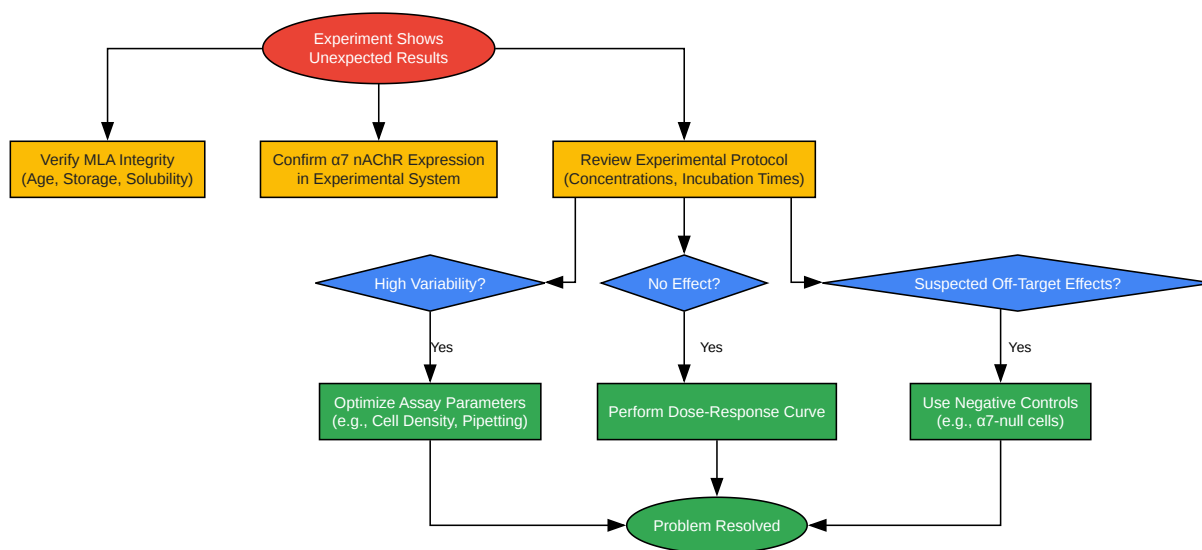 Experiment Shows
Unexpected Results
Verify MLA Integrity
(Age, Storage, Solubility)
Confirm α7 nAChR Expression
in Experimental System
Review Experimental Protocol
(Concentrations, Incubation Times)
High Variability?
No Effect?
Suspected Off-Target Effects?
Yes
Yes
Yes
Optimize Assay Parameters
(e.g., Cell Density, Pipetting)
Perform Dose-Response Curve
Use Negative Controls
(e.g., α7-null cells)
Problem Resolved